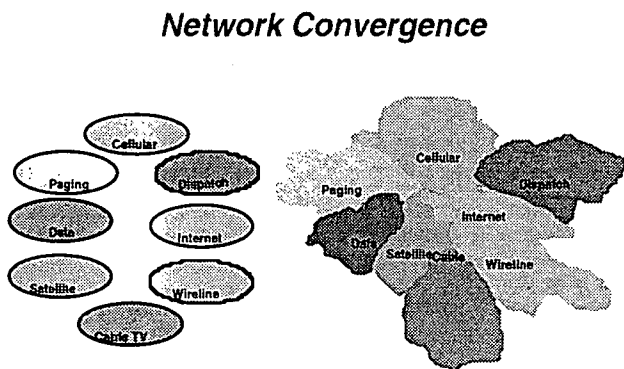 Network Convergence
Cellular
Paging
Dispatch
Data
Internet
Satellite
Wireline
Cable TV
Cellular
Paging
Dispatch
Internet
Data
Satellite
Cable
Wireline